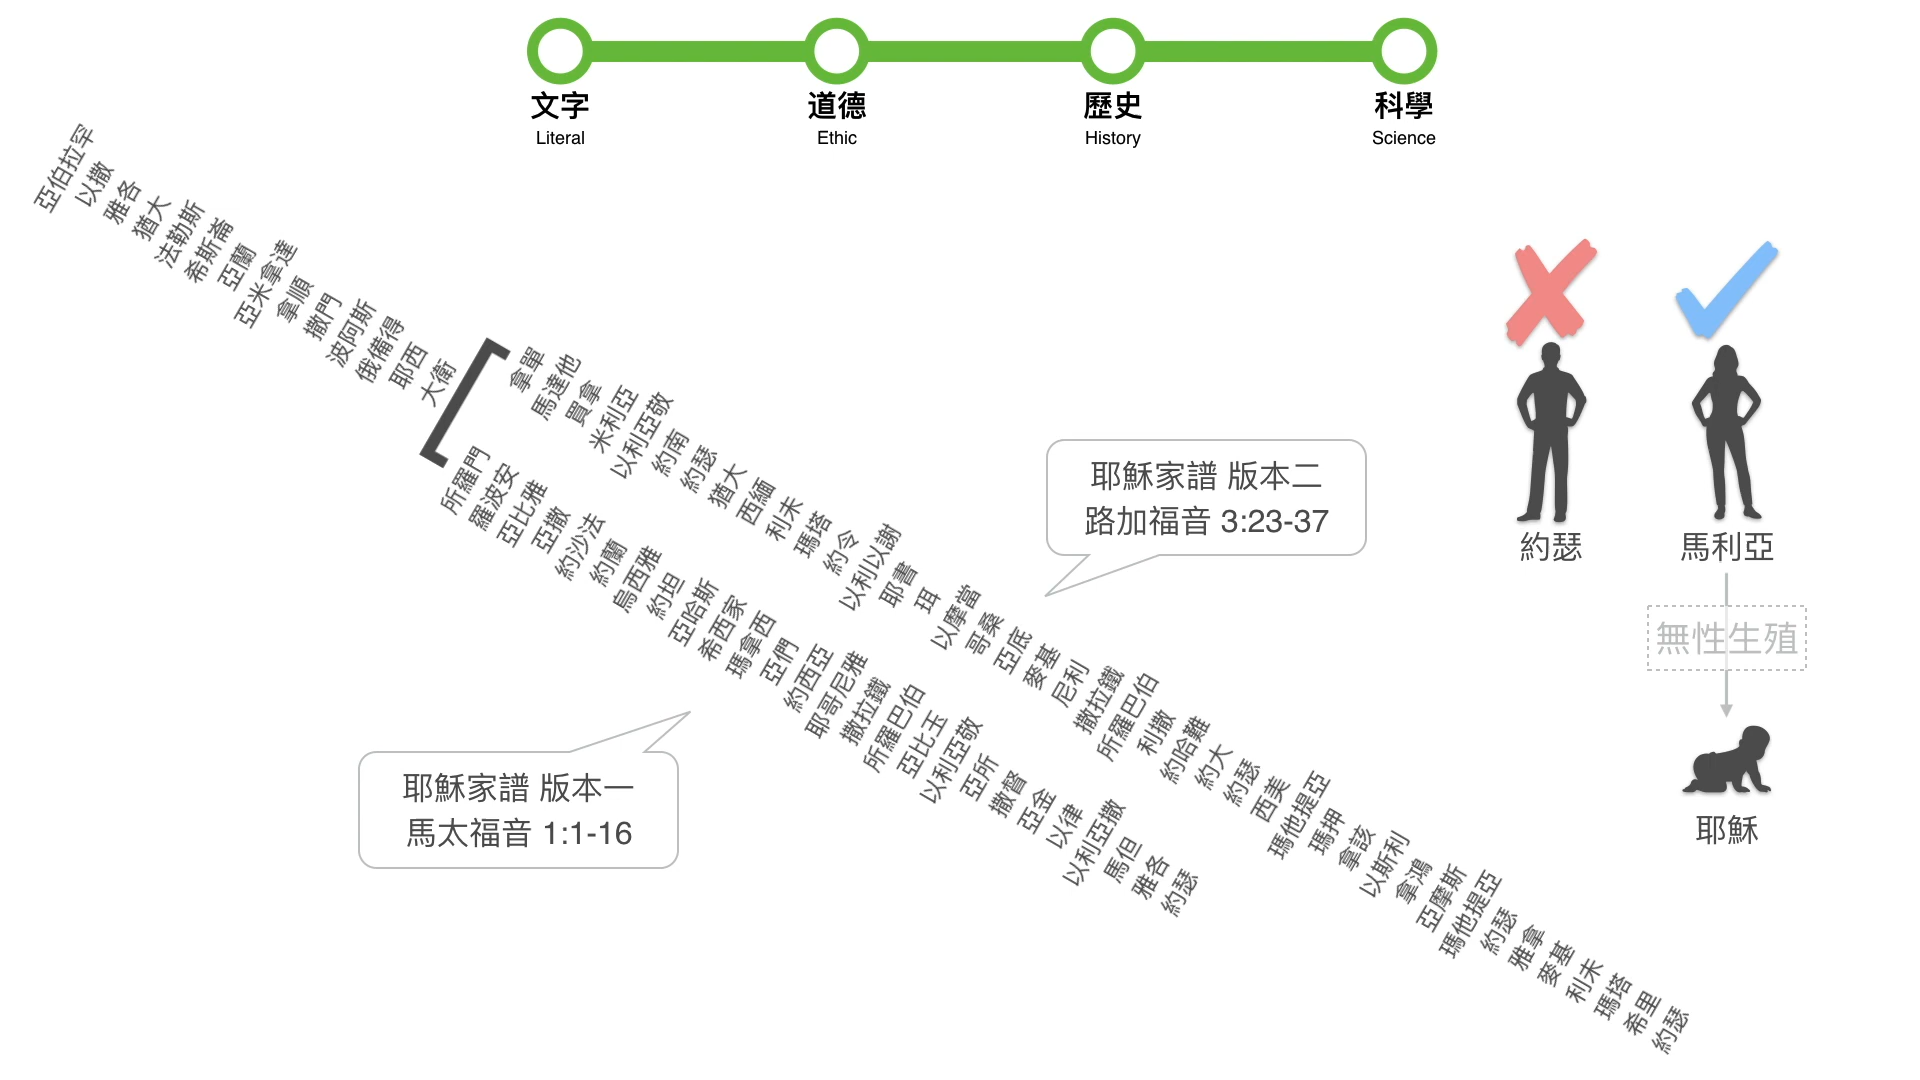 文字
Literal
道德
Ethic
歷史
History
科學
Science
亞伯拉罕
以撒
雅各
猶大
法勒斯
希斯崙
亞蘭
亞米拿達
拿順
撒門
波阿斯
俄備得
耶西
大衛
拿單
馬達他
買拿
米利亞
以利亞敬
約南
約瑟
猶大
西緬
利未
瑪塔
約令
以利以謝
耶書
珥
以摩當
哥桑
亞底
麥基
尼利
撒拉鐵
所羅巴伯
利撒
約哈難
約大
約瑟
西美
瑪他提亞
瑪押
拿該
以斯利
拿鴻
亞摩斯
瑪他提亞
約瑟
雅拿
麥基
利未
瑪塔
希里
約瑟
所羅門
羅波安
亞比雅
亞撒
約沙法
約蘭
烏西雅
約坦
亞哈斯
希西家
瑪拿西
亞們
約西亞
耶哥尼雅
撒拉鐵
所羅巴伯
亞比玉
以利亞敬
亞所
撒督
亞金
以律
以利亞撒
馬但
雅各
約瑟
耶穌家譜 版本二
路加福音 3:23-37
耶穌家譜 版本一
馬太福音 1:1-16
約瑟
馬利亞
無性生殖
耶穌